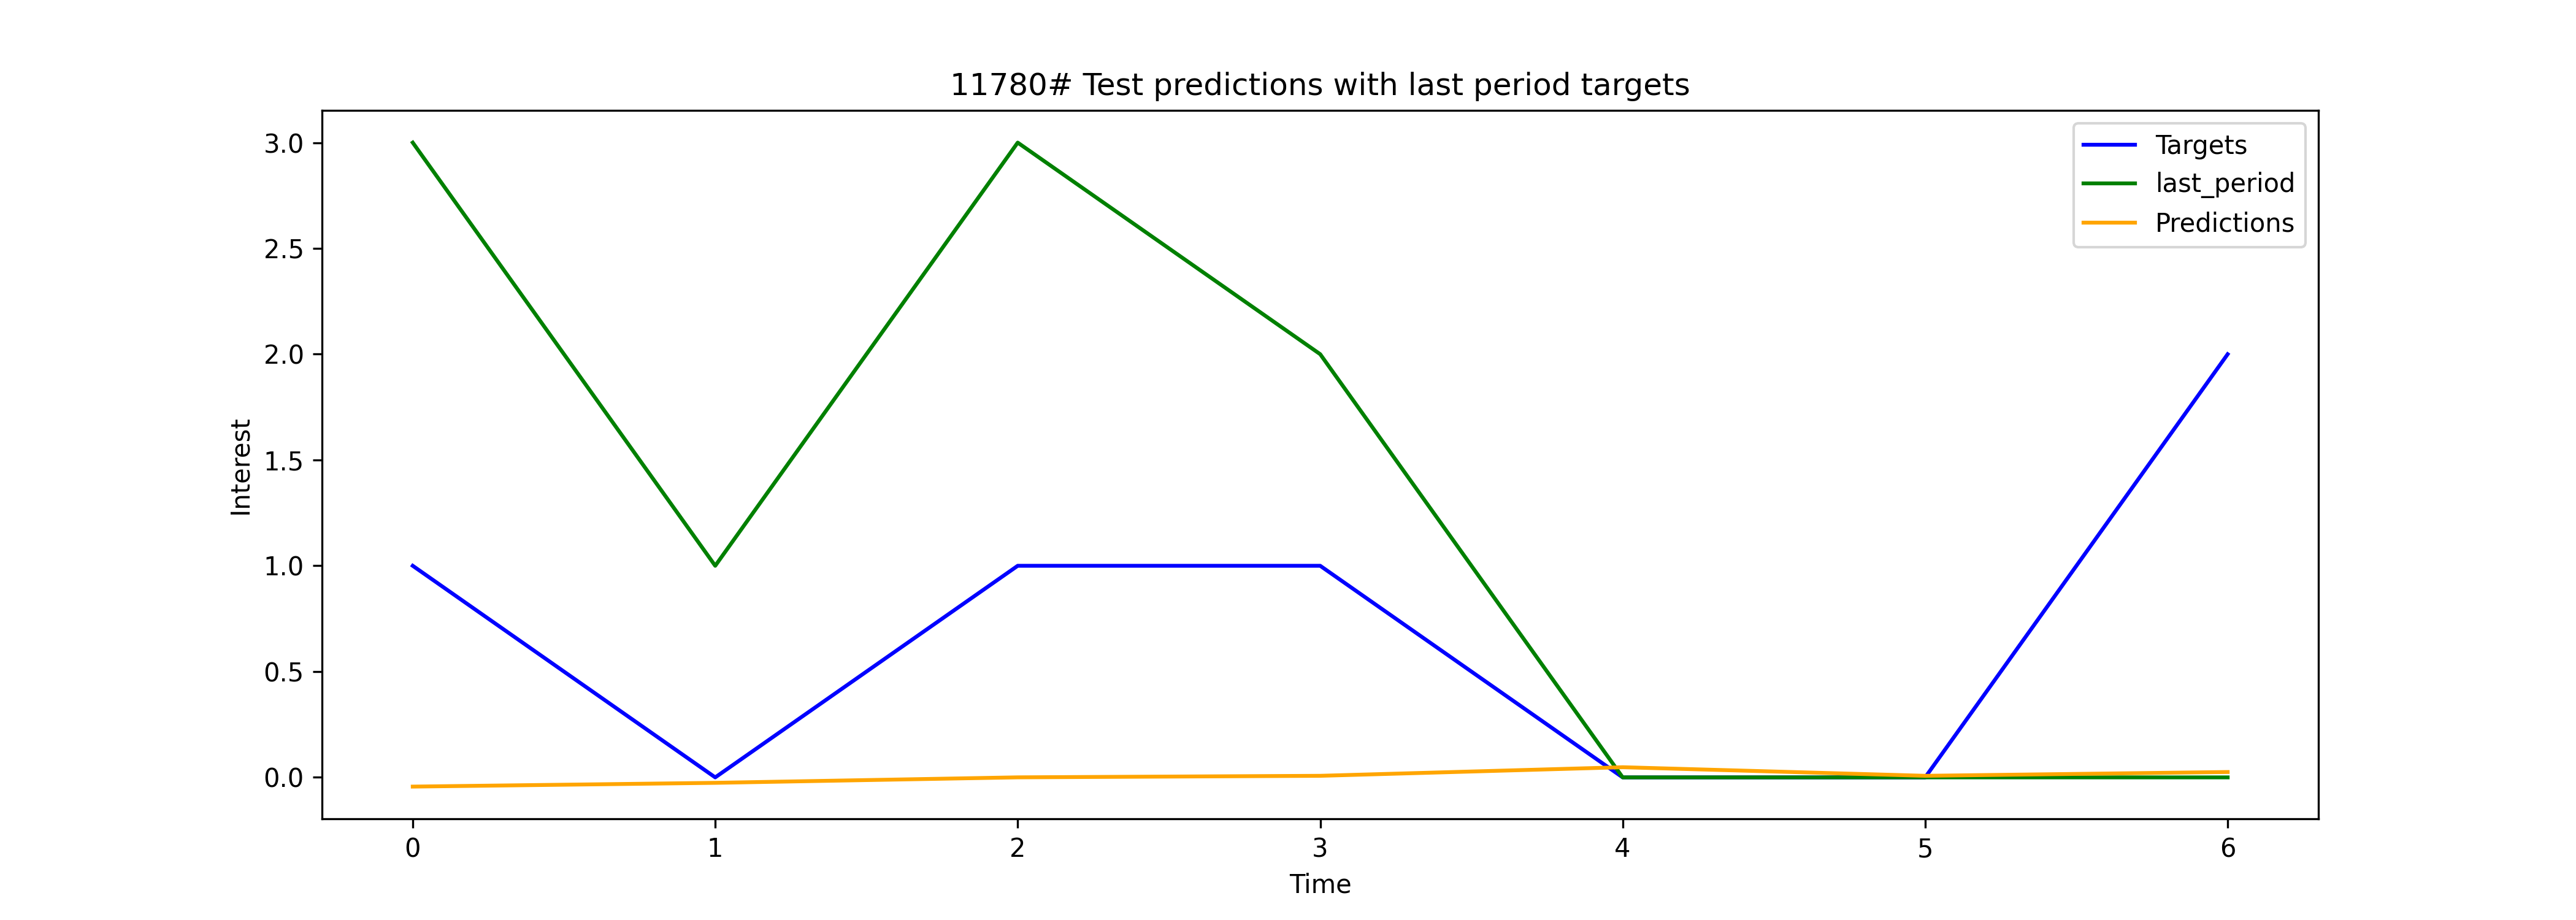 11780# Test predictions with last period targets
Targets
last_period
Predictions
3.0
2.5
2.0
1.5
1.0
0.5
0.0
Interest
0 1 2 3 4 5 6
Time